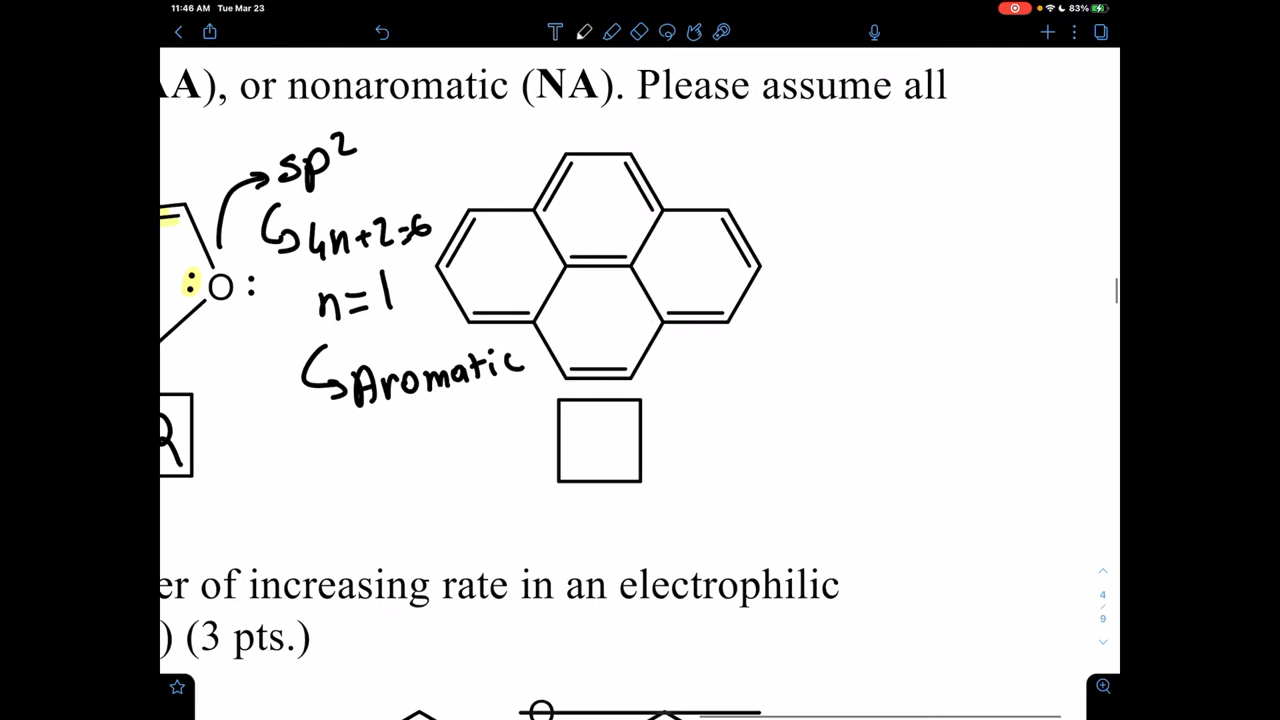 11:46 AM Tue Mar 23
83%
AA), or nonaromatic (NA). Please assume all
sp2
4n+2=6
n=1
Aromatic
: O :
R
4
/
9
er of increasing rate in an electrophilic
) (3 pts.)